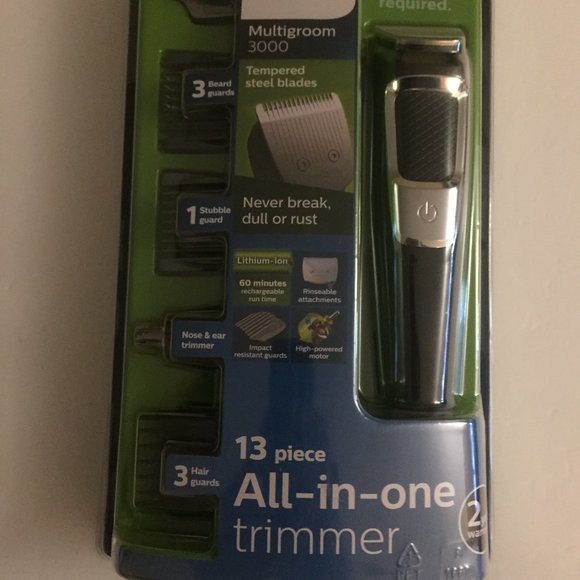 required.
Multigroom
3000
Tempered
steel blades
3 Beard
guards
1 Stubble
guard
Never break,
dull or rust
Lithium-Ion
60 minutes
rechargeable
run time
Rinseable
attachments
Impact
resistant guards
High-powered
motor
Nose & ear
trimmer
3 Hair
guards
13 piece
All-in-one
trimmer